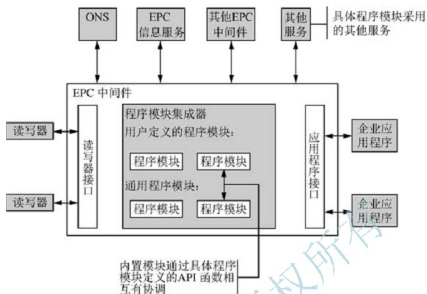 ONS
EPC
信息服务
其他EPC
中间件
其他
服务
具体程序模块采用
的其他服务
EPC 中间件
程序模块集成器
用户定义的程序模块:
程序模块
程序模块
通用程序模块:
程序模块
程序模块
读写器
读写器
读写器接口
应用程序接口
企业应
用程序
企业应
用程序
内置模块通过具体程序
模块定义的API 函数相
互有协调
权所有